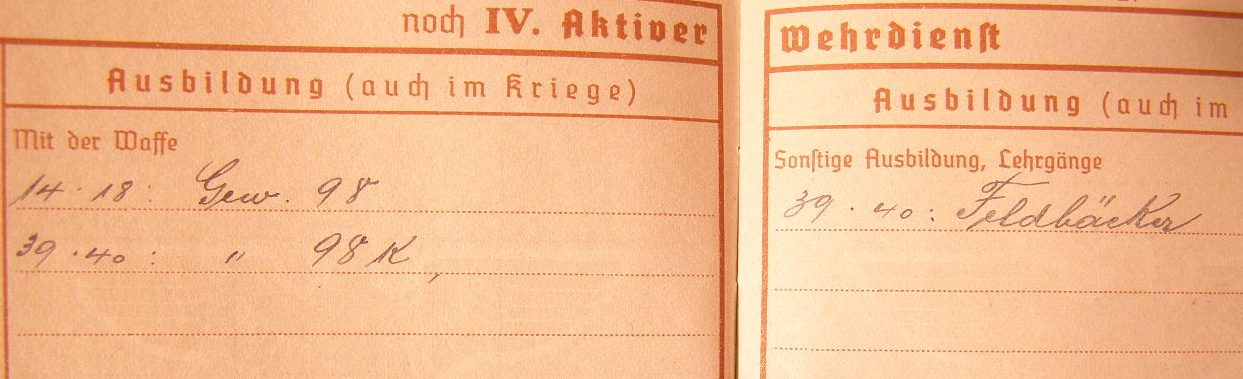 noch IV. Aktiver
Ausbildung (auch im Kriege)
Mit der Waffe
14 · 18 : Gew. 98
39 · 40 : " 98 K,
Wehrdienst
Ausbildung (auch im
Sonstige Ausbildung, Lehrgänge
39 · 40 : Feldbäcker